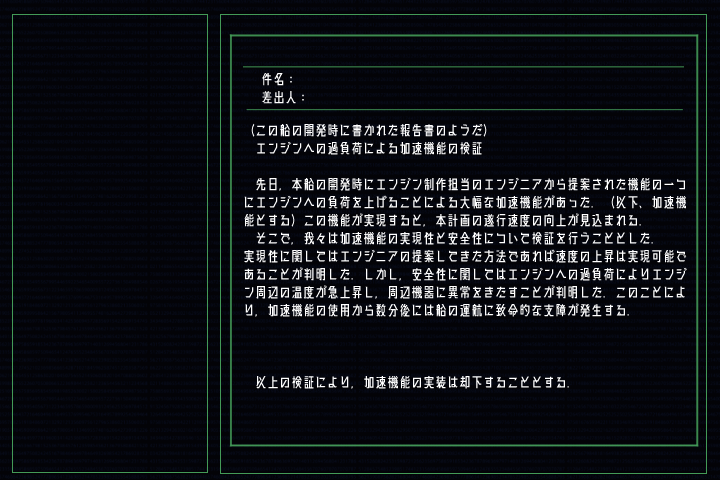 件名：
差出人：
（この船の開発時に書かれた報告書のようだ）
エンジンへの過負荷による加速機能の検証
先日，本船の開発時にエンジン制作担当のエンジニアから提案された機能の一つ
にエンジンへの負荷を上げることによる大幅な加速機能があった．（以下、加速機
能とする）この機能が実現すると，本計画の遂行速度の向上が見込まれる．
そこで，我々は加速機能の実現性と安全性について検証を行うこととした．
実現性に関してはエンジニアの提案してきた方法であれば速度の上昇は実現可能で
あることが判明した．しかし，安全性に関してはエンジンへの過負荷によりエンジ
ン周辺の温度が急上昇し，周辺機器に異常をきたすことが判明した．このことによ
り，加速機能の使用から数分後には船の運航に致命的な支障が発生する．
以上の検証により，加速機能の実装は却下することとする．